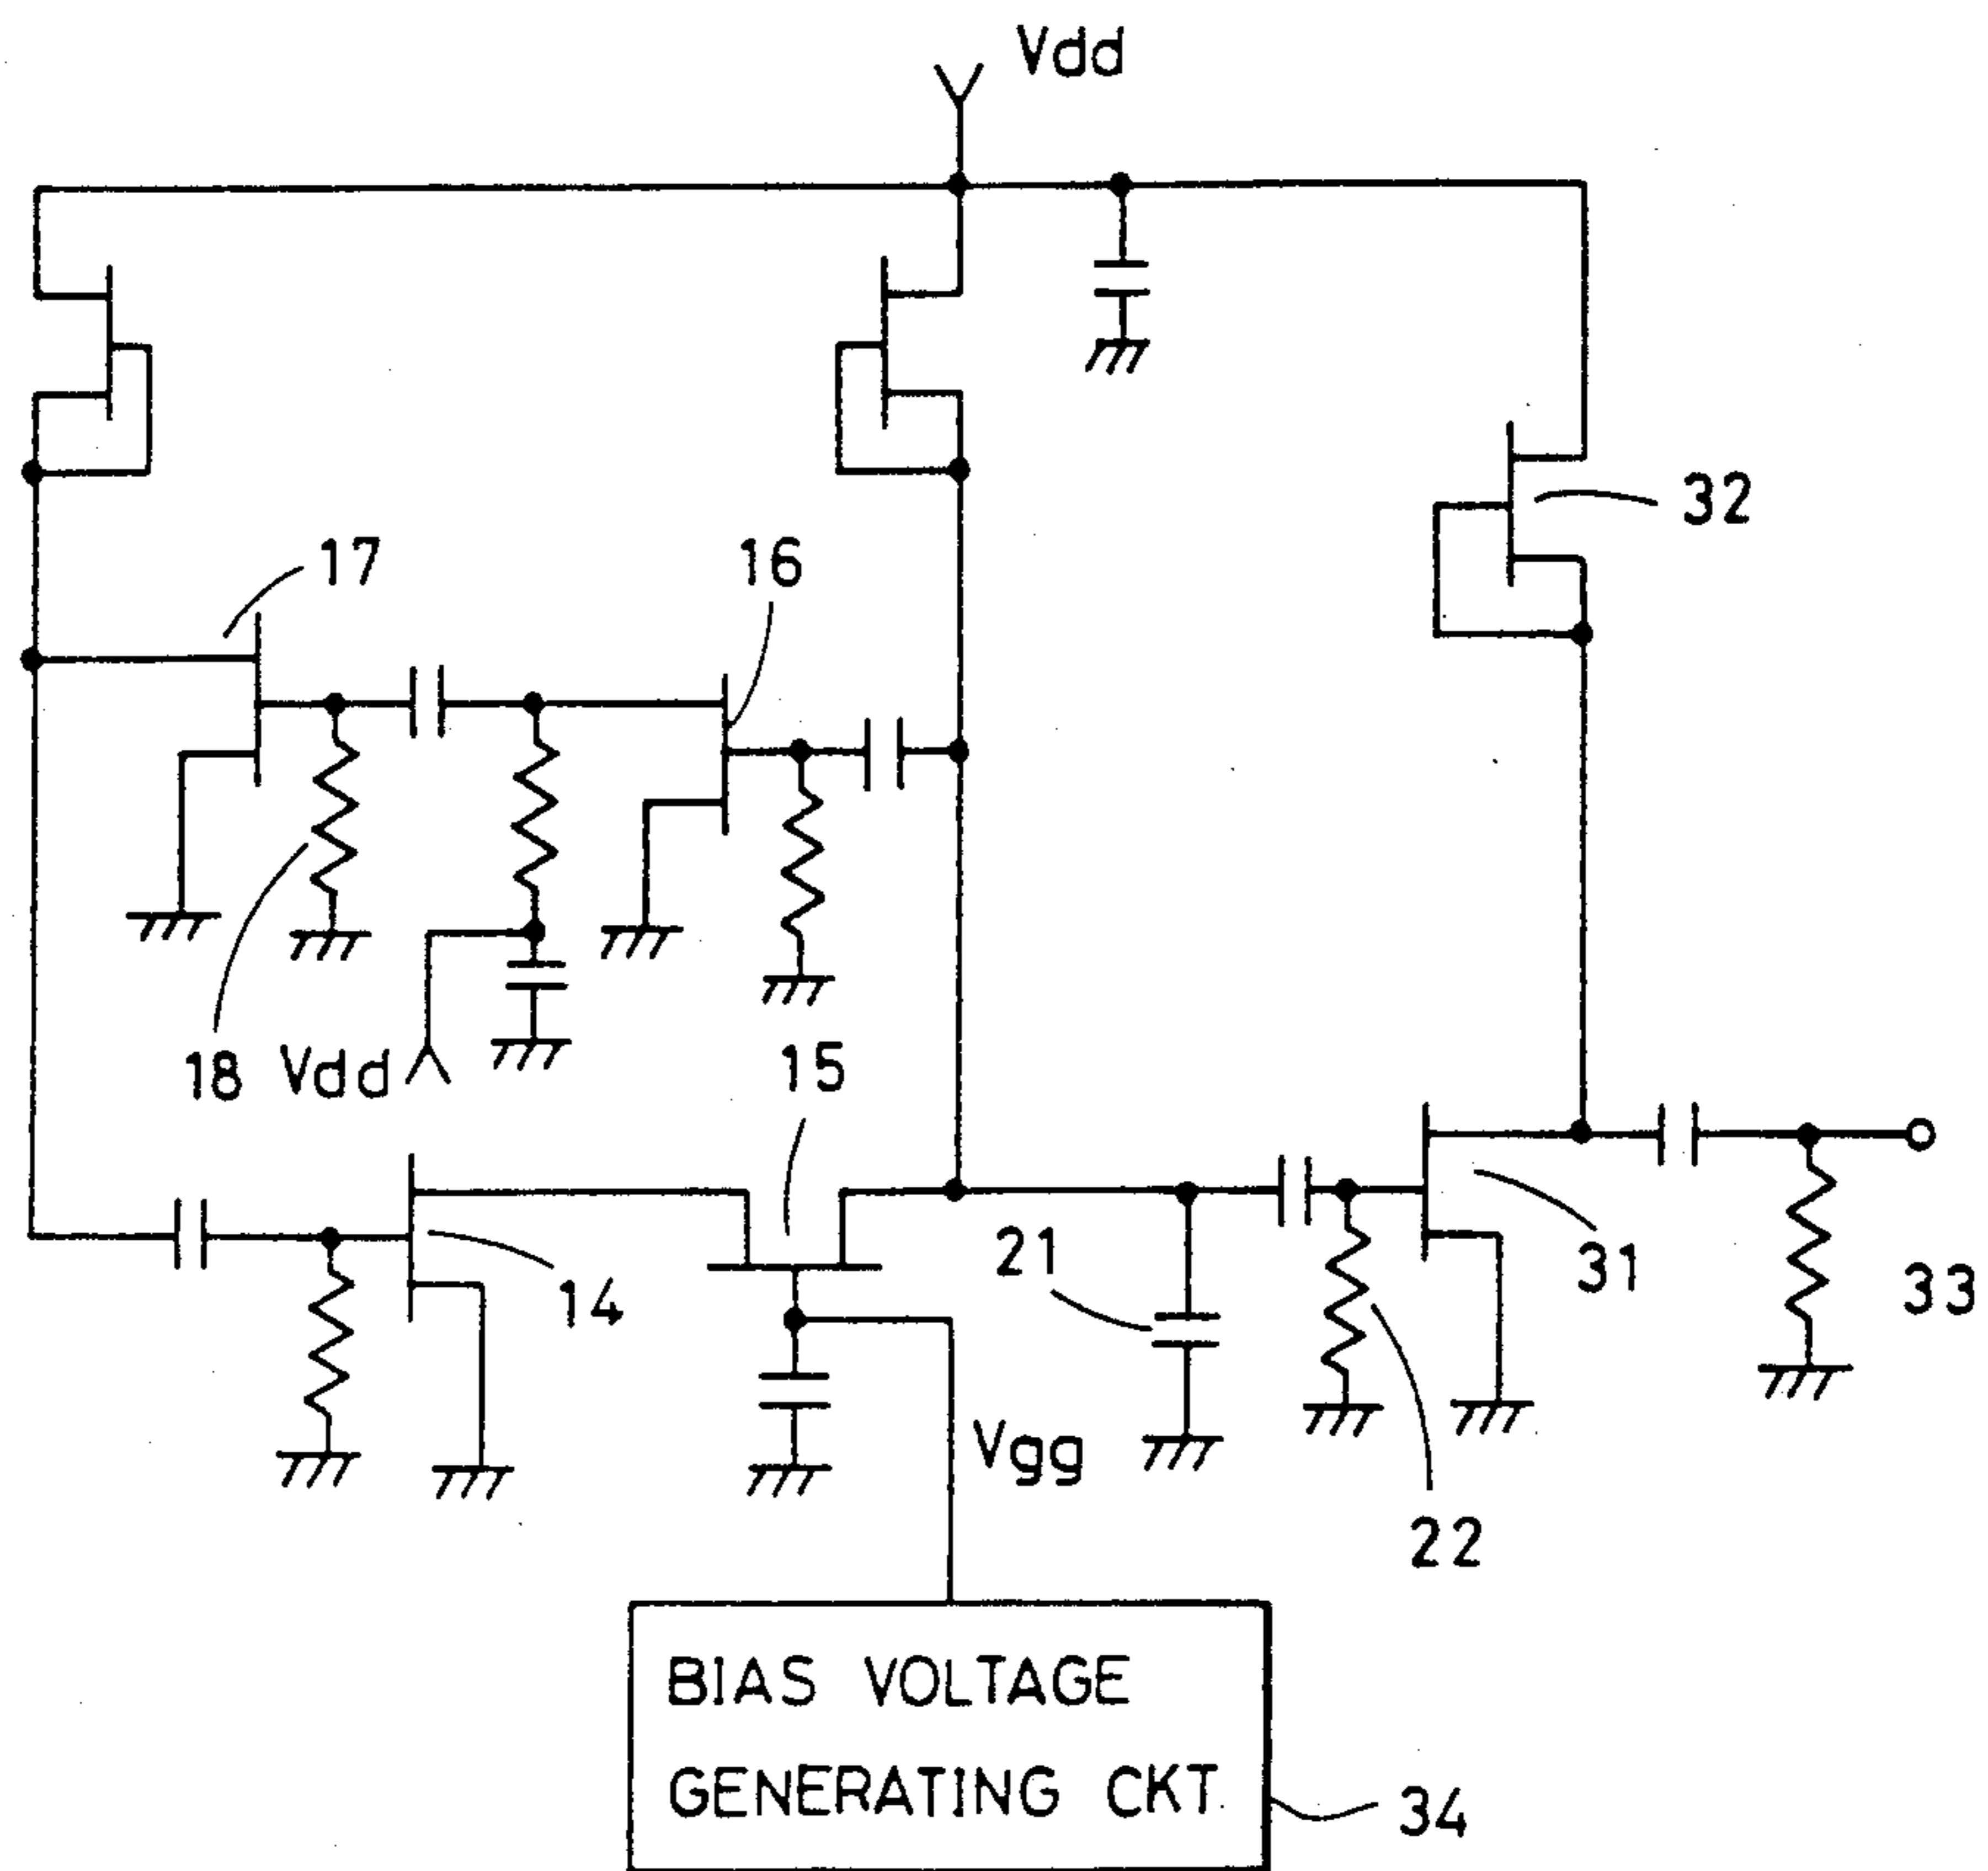 Vdd
32
17
16
18
Vdd
15
21
31
33
14
Vgg
22
BIAS VOLTAGE
GENERATING CKT.
34